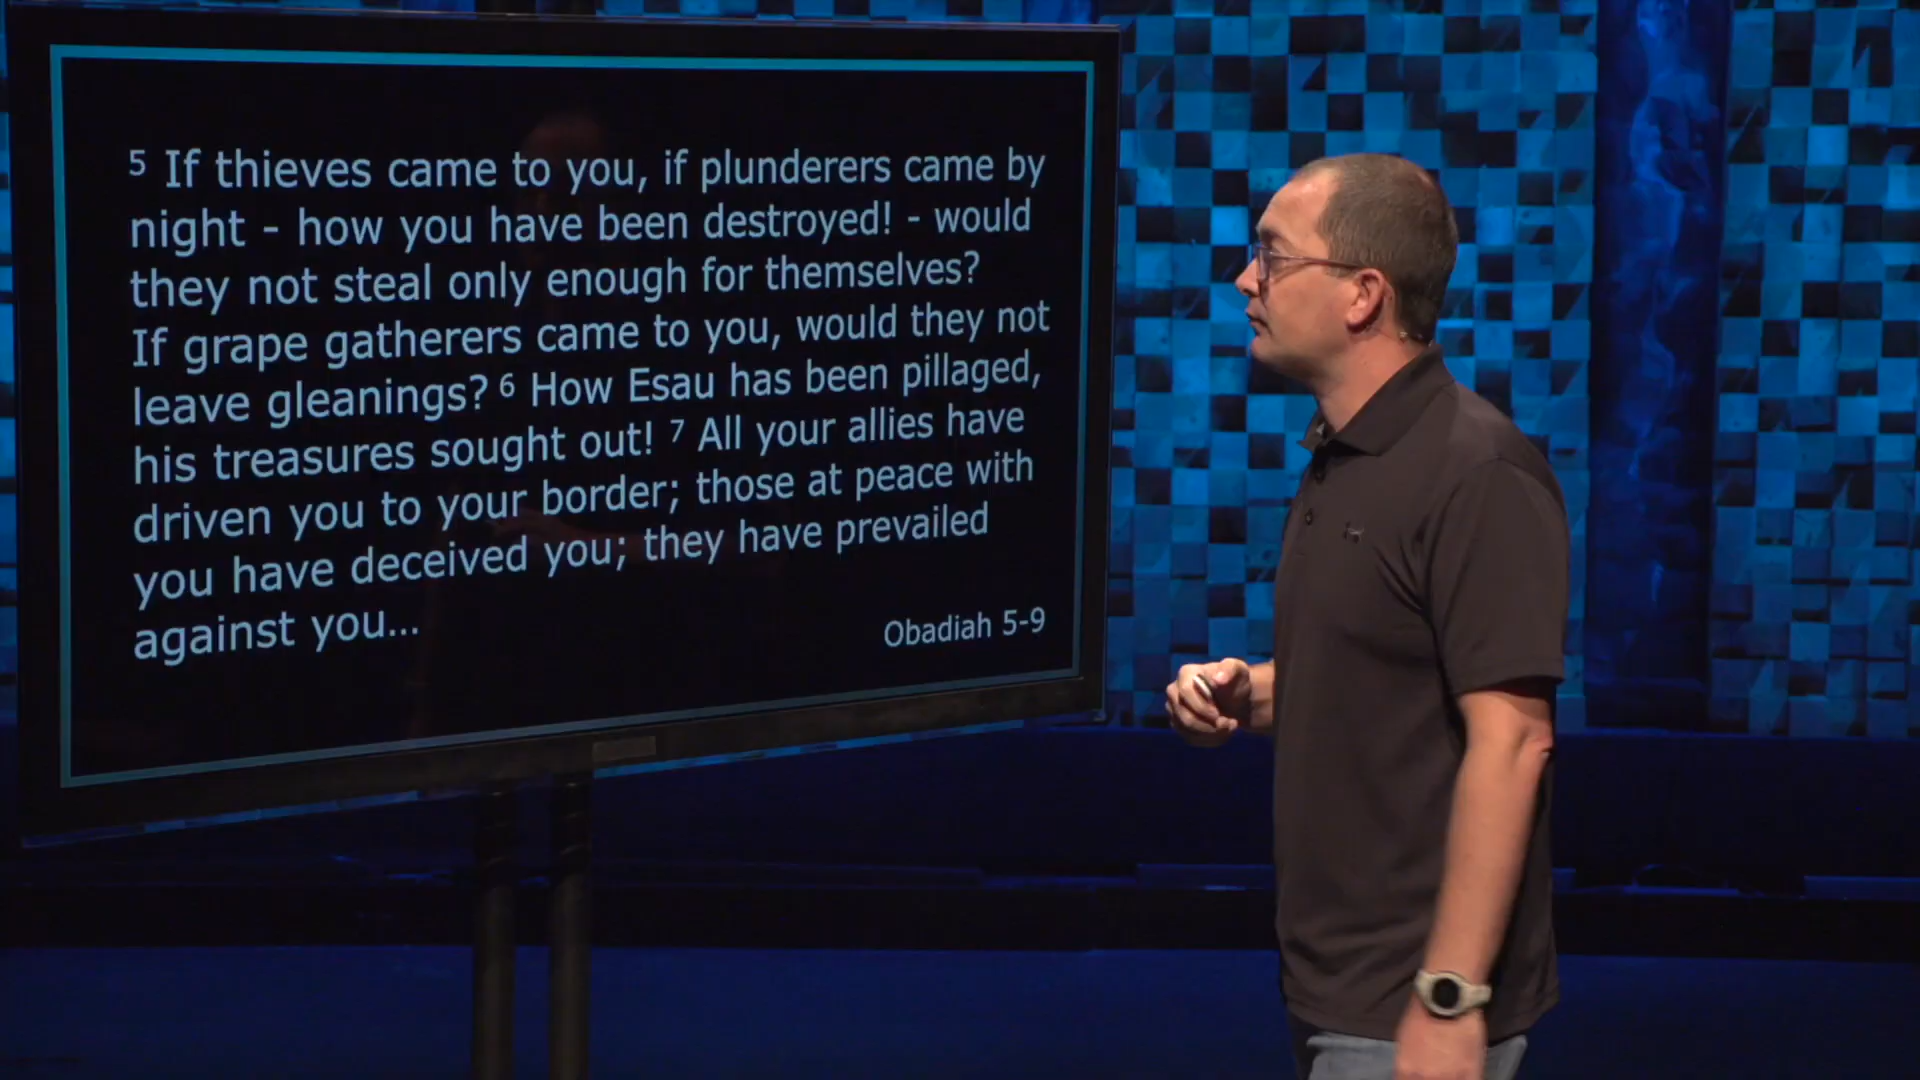 5 If thieves came to you, if plunderers came by
night - how you have been destroyed! - would
they not steal only enough for themselves?
If grape gatherers came to you, would they not
leave gleanings? 6 How Esau has been pillaged,
his treasures sought out! 7 All your allies have
driven you to your border; those at peace with
you have deceived you; they have prevailed
against you...
Obadiah 5-9